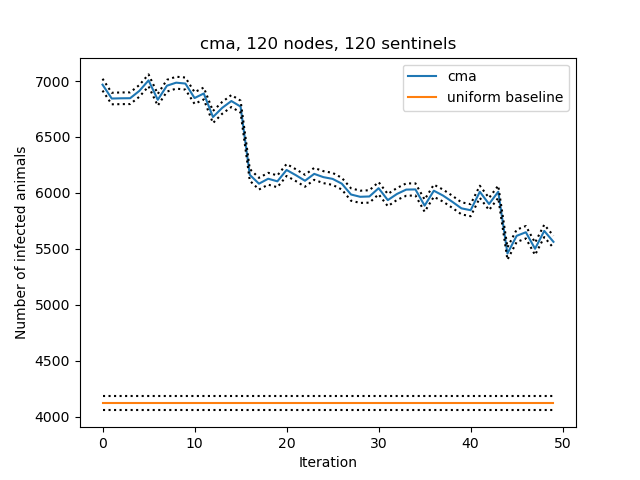 cma, 120 nodes, 120 sentinels
cma
uniform baseline
Number of infected animals
7000
6500
6000
5500
5000
4500
4000
0
10
20
30
40
50
Iteration